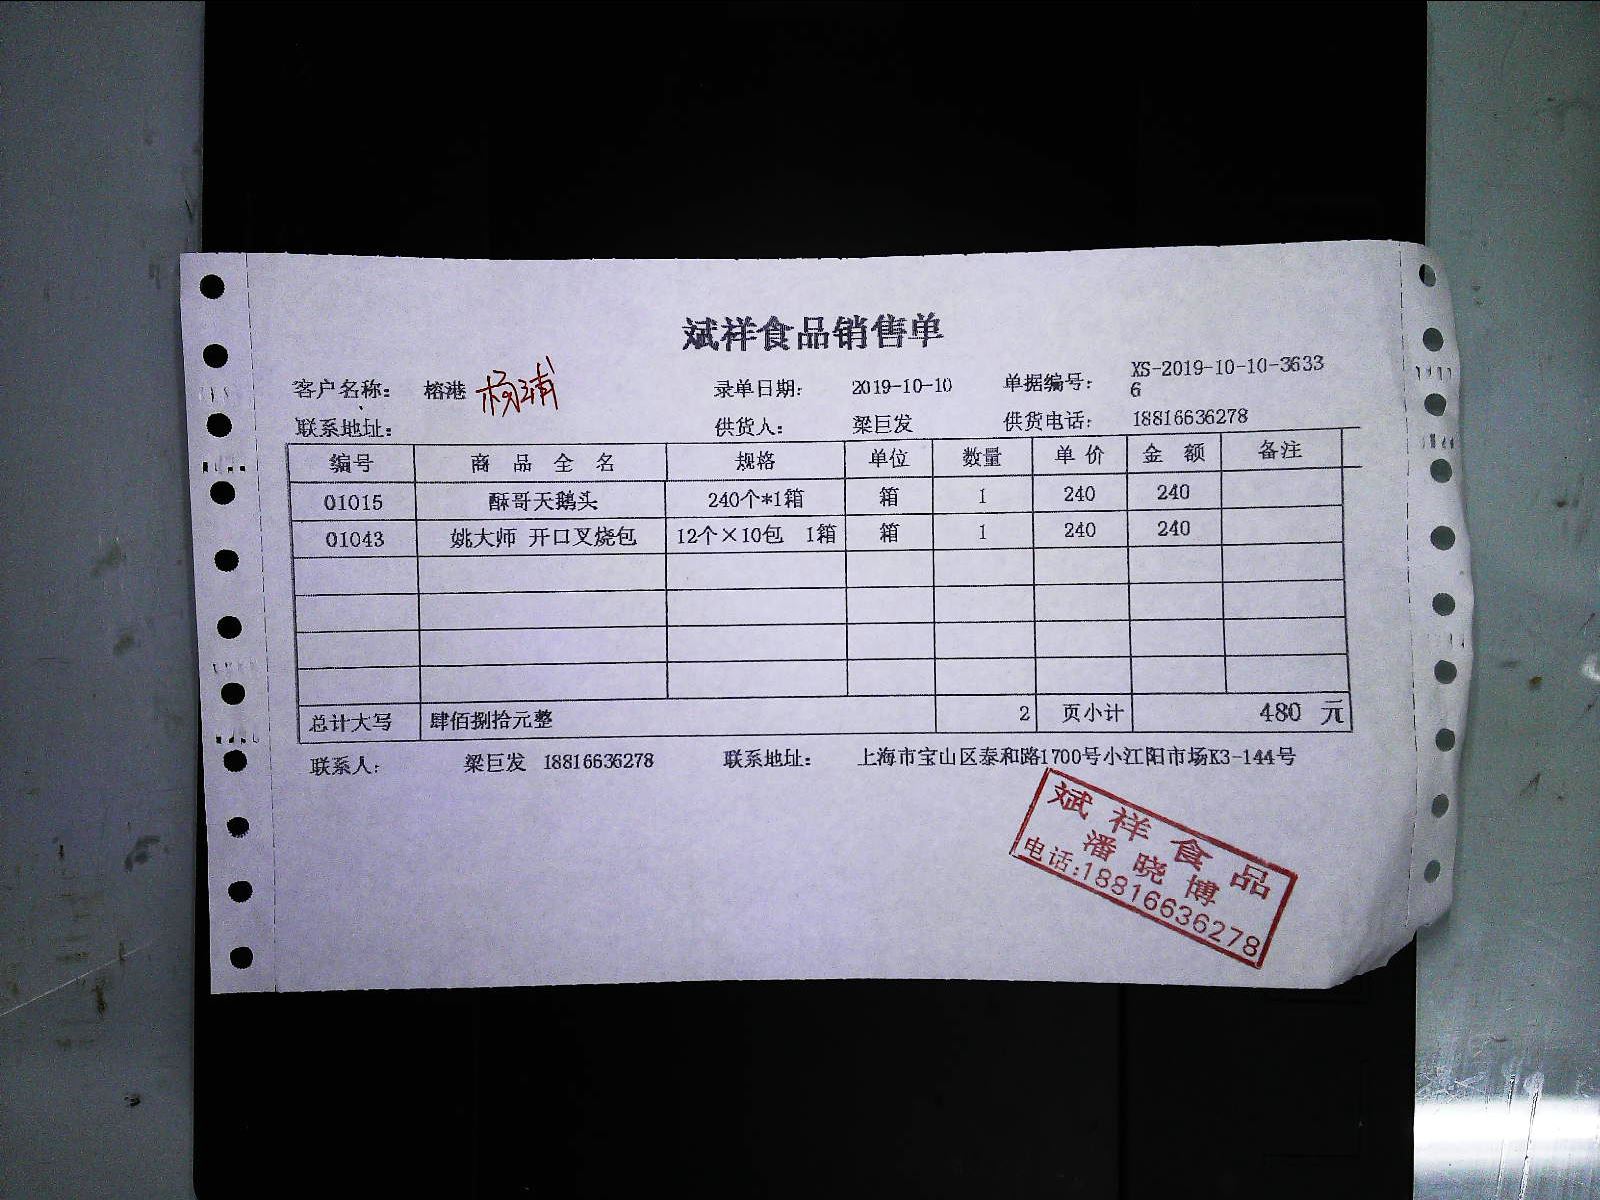 斌祥食品销售单
客户名称： 榕港 杨浦 录单日期： 2019-10-10 单据编号： XS-2019-10-10-3633
6
联系地址： 供货人： 梁巨发 供货电话： 18816636278
编号 商 品 全 名 规格 单位 数量 单 价 金 额 备注
01015 酥哥天鹅头 240个*1箱 箱 1 240 240
01043 姚大师 开口叉烧包 12个×10包 1箱 箱 1 240 240
总计大写 肆佰捌拾元整 2 页小计 480 元
联系人： 梁巨发 18816636278 联系地址： 上海市宝山区泰和路1700号小江阳市场K3-144号
斌祥食品
潘晓博
电话:18816636278